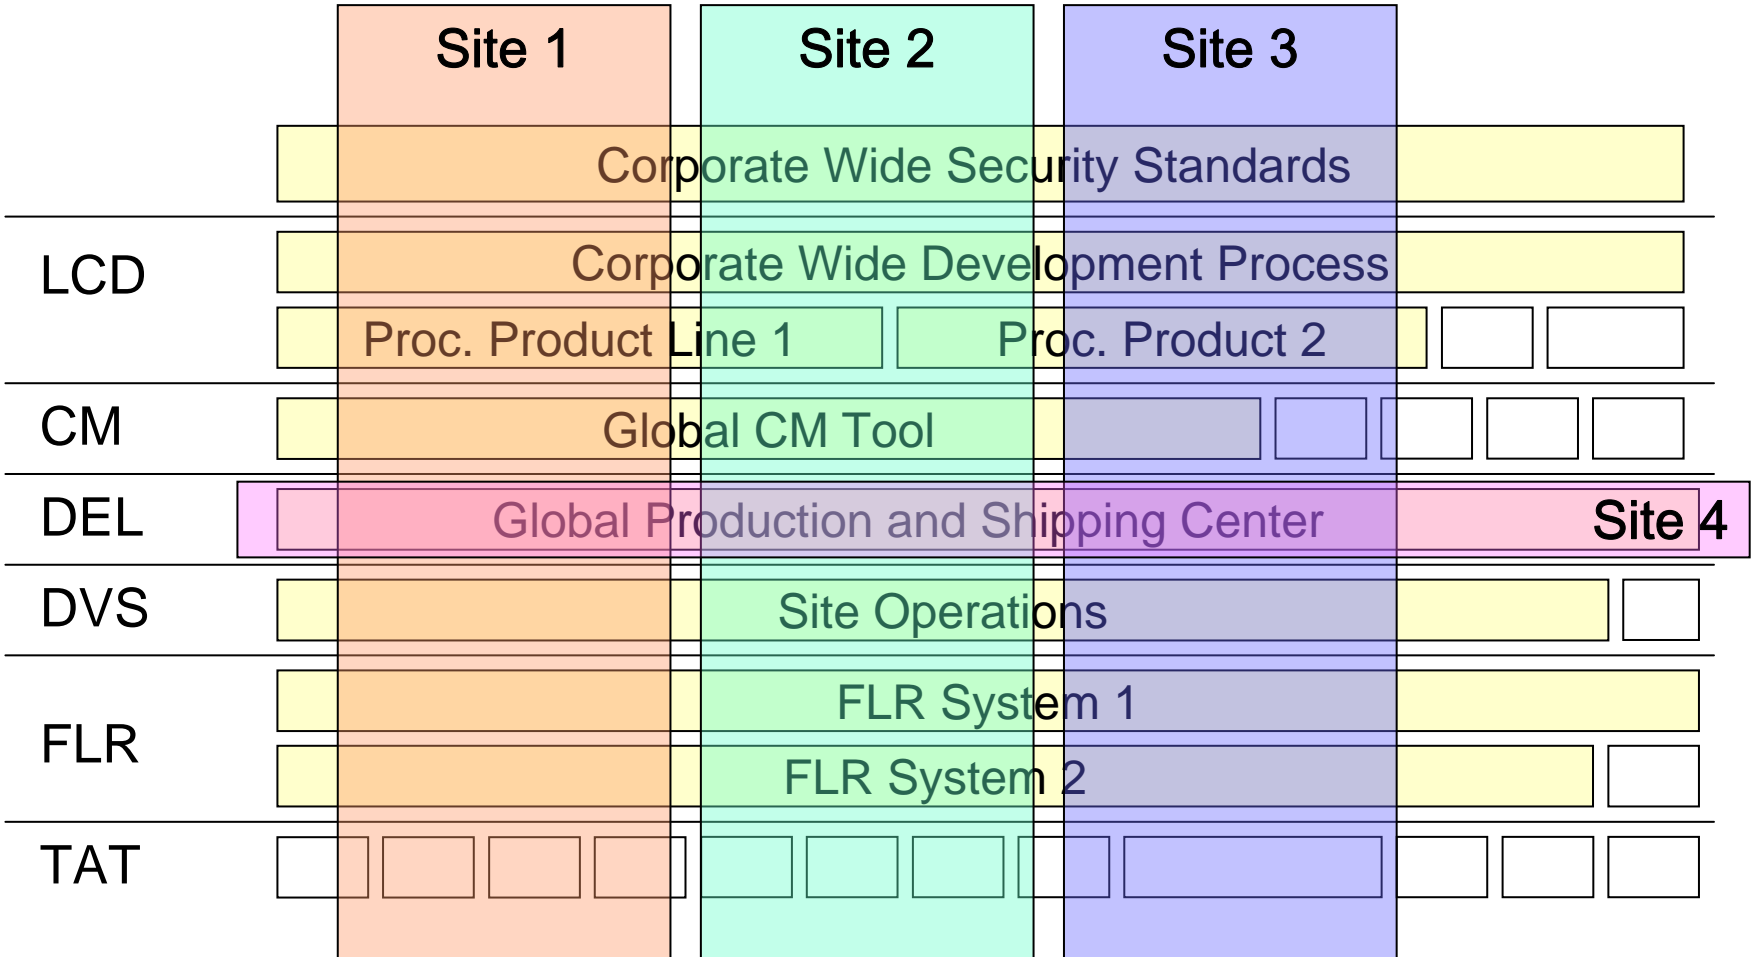 Site 1
Site 2
Site 3
Corporate Wide Security Standards
LCD
Corporate Wide Development Process
Proc. Product Line 1
Proc. Product 2
CM
Global CM Tool
DEL
Global Production and Shipping Center
Site 4
DVS
Site Operations
FLR
FLR System 1
FLR System 2
TAT